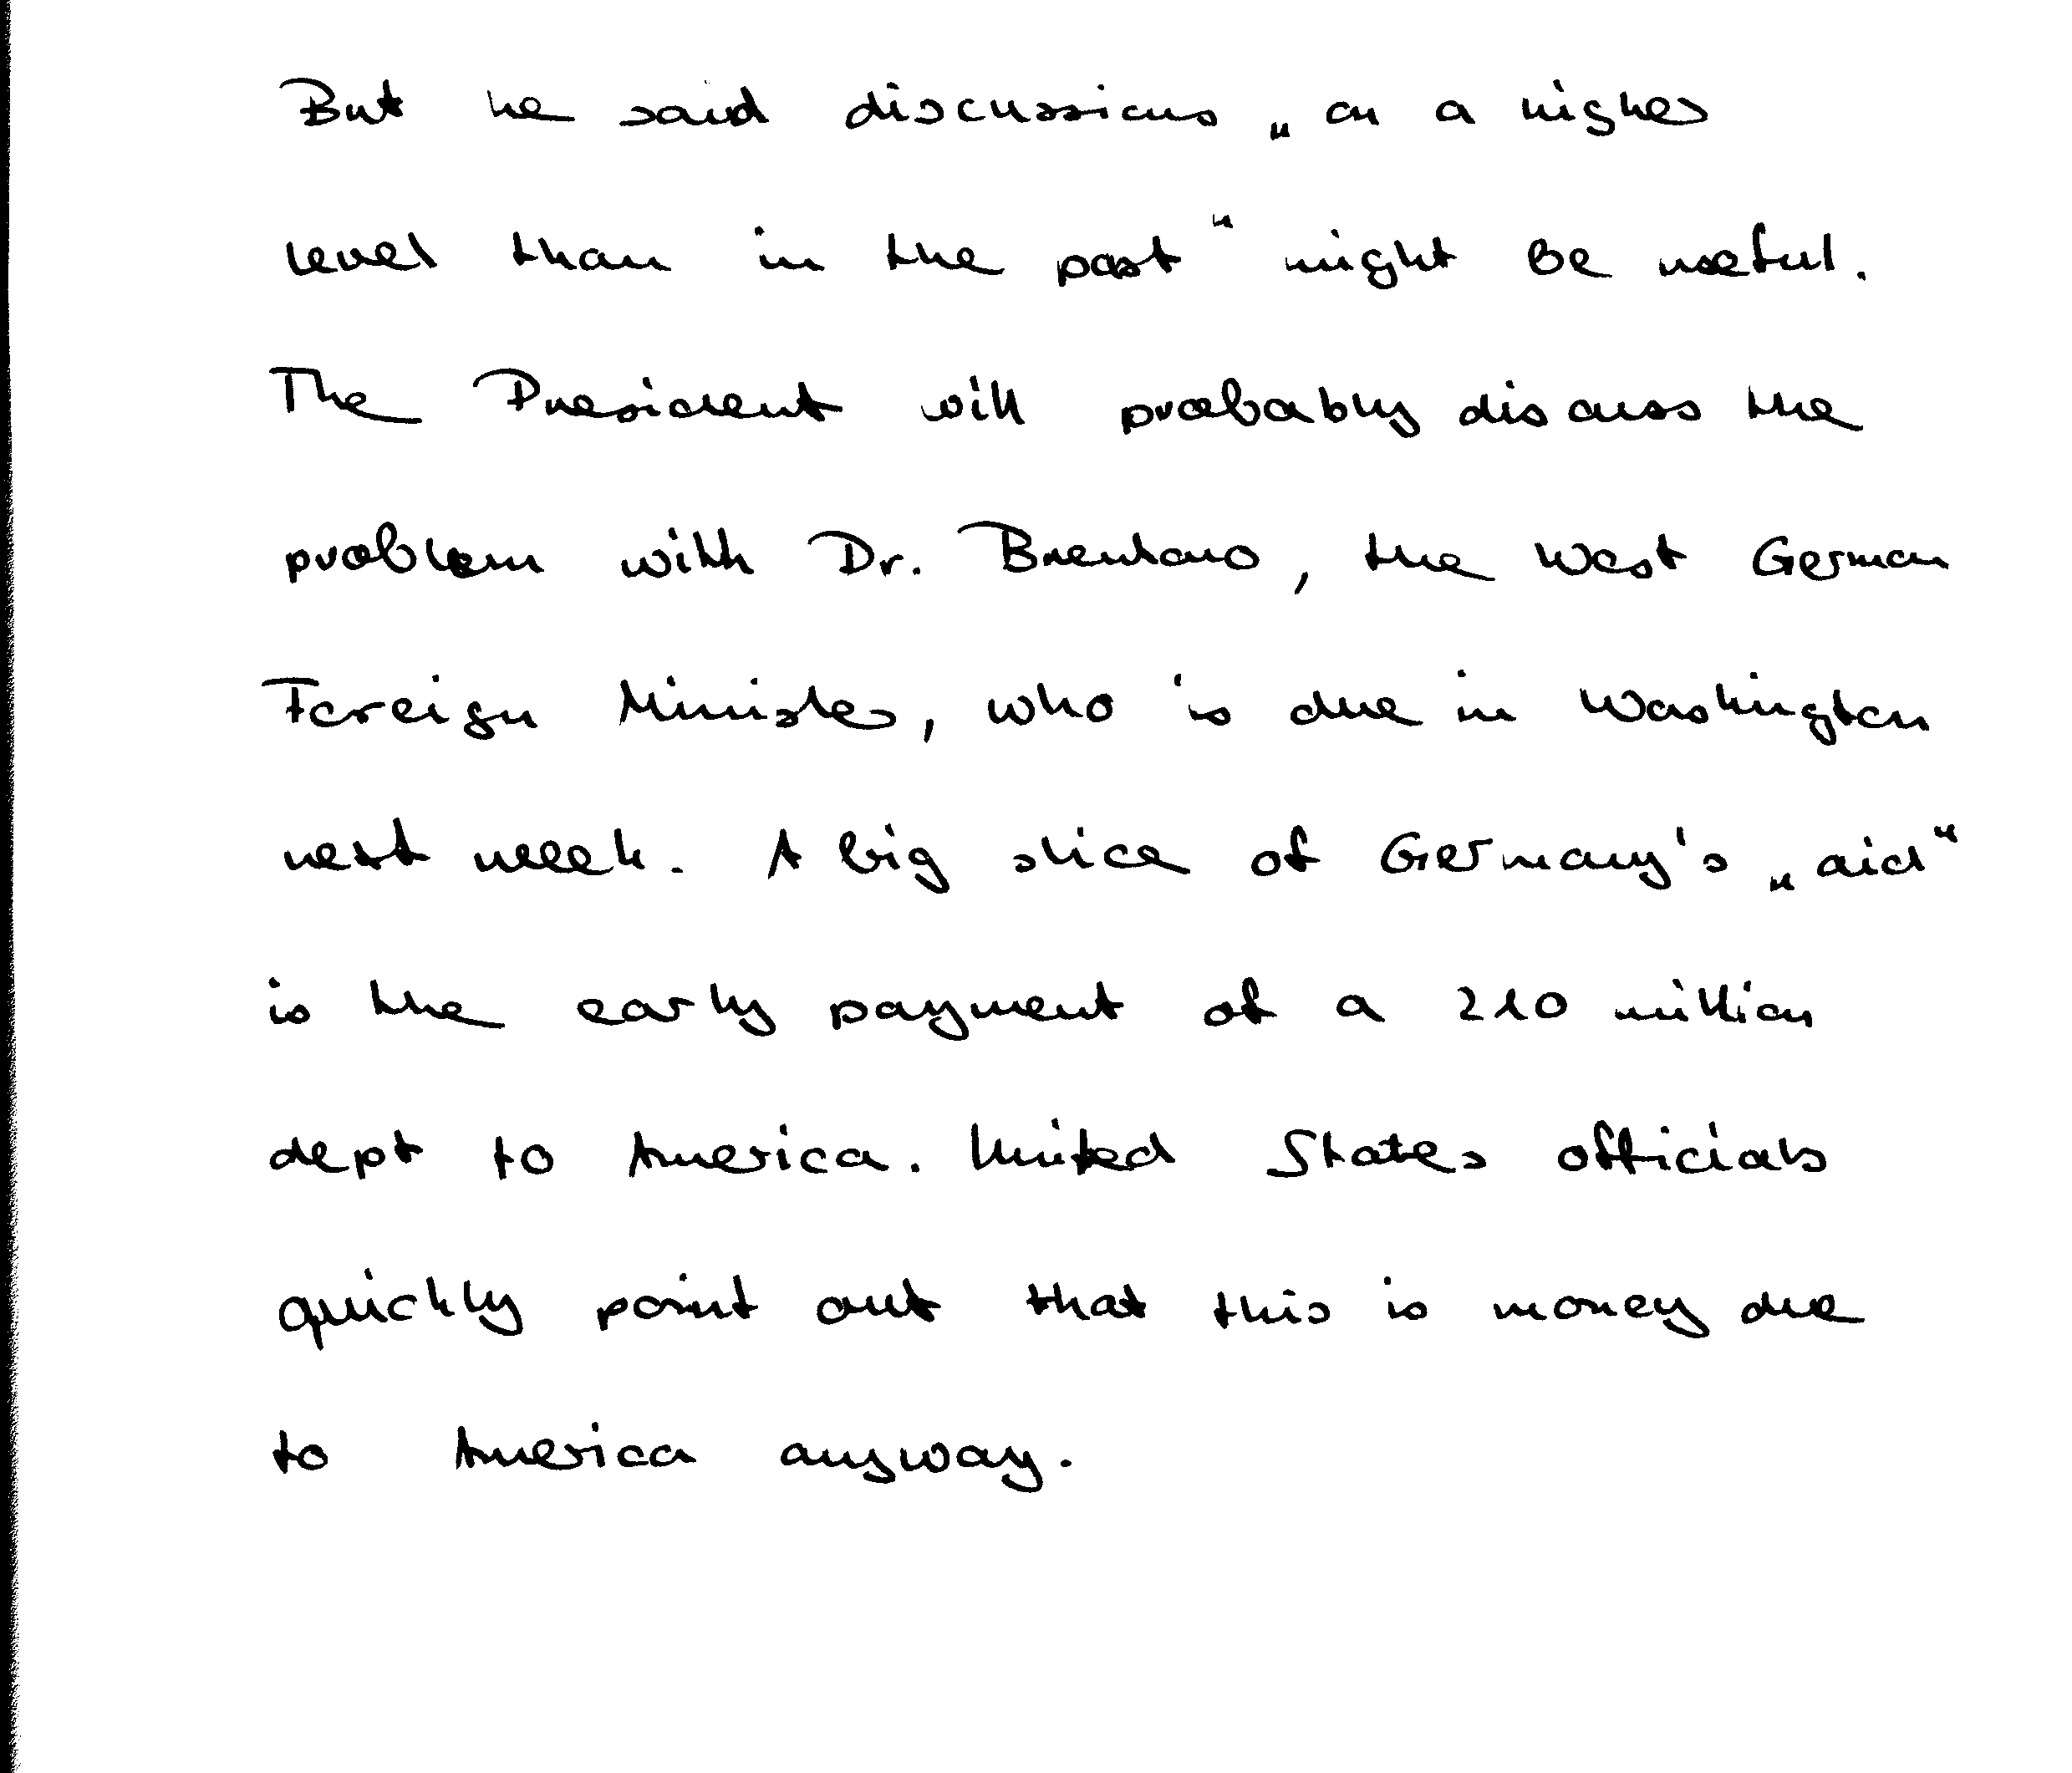 But he said discussions „on a higher
level than in the past“ might be useful.
The President will probably discuss the
problem with Dr. Brentano, the West German
Foreign Minister, who is due in Washington
next week. A big slice of Germany's „aid“
is the early payment of a 210 million
dept to America. United States officials
quickly point out that this is money due
to America anyway.